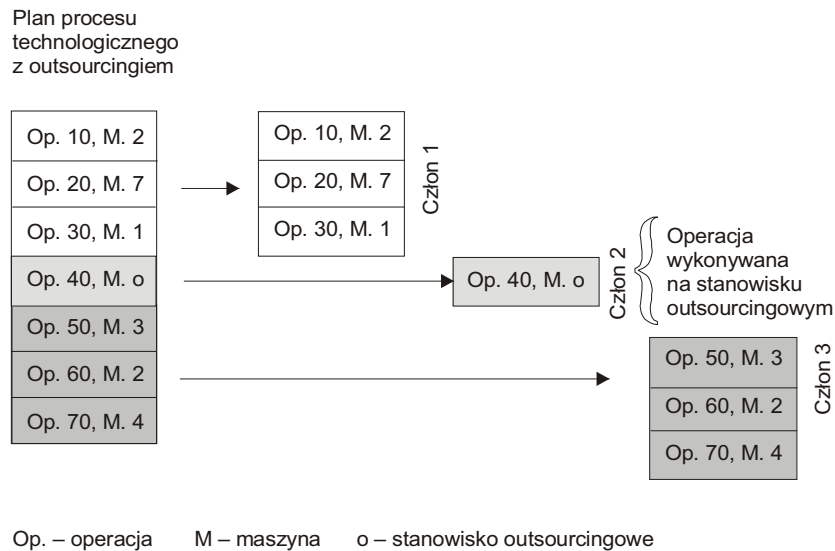 Plan procesu
technologicznego
z outsourcingiem
Op. 10, M. 2
Op. 20, M. 7
Op. 30, M. 1
Op. 40, M. o
Op. 50, M. 3
Op. 60, M. 2
Op. 70, M. 4
Op. 10, M. 2
Op. 20, M. 7
Op. 30, M. 1
Człon 1
Op. 40, M. o
Człon 2
Operacja
wykonywana
na stanowisku
outsourcingowym
Op. 50, M. 3
Op. 60, M. 2
Op. 70, M. 4
Człon 3
Op. – operacja M – maszyna o – stanowisko outsourcingowe